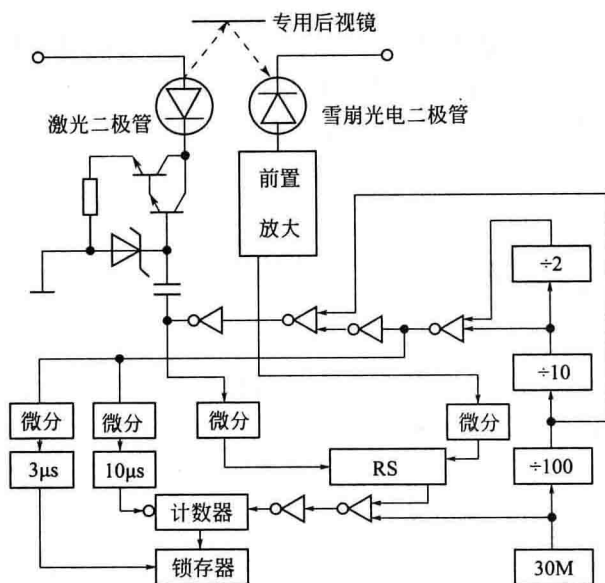 专用后视镜
激光二极管
雪崩光电二极管
前置
放大
÷2
÷10
微分
微分
微分
微分
3μs
10μs
RS
÷100
计数器
锁存器
30M